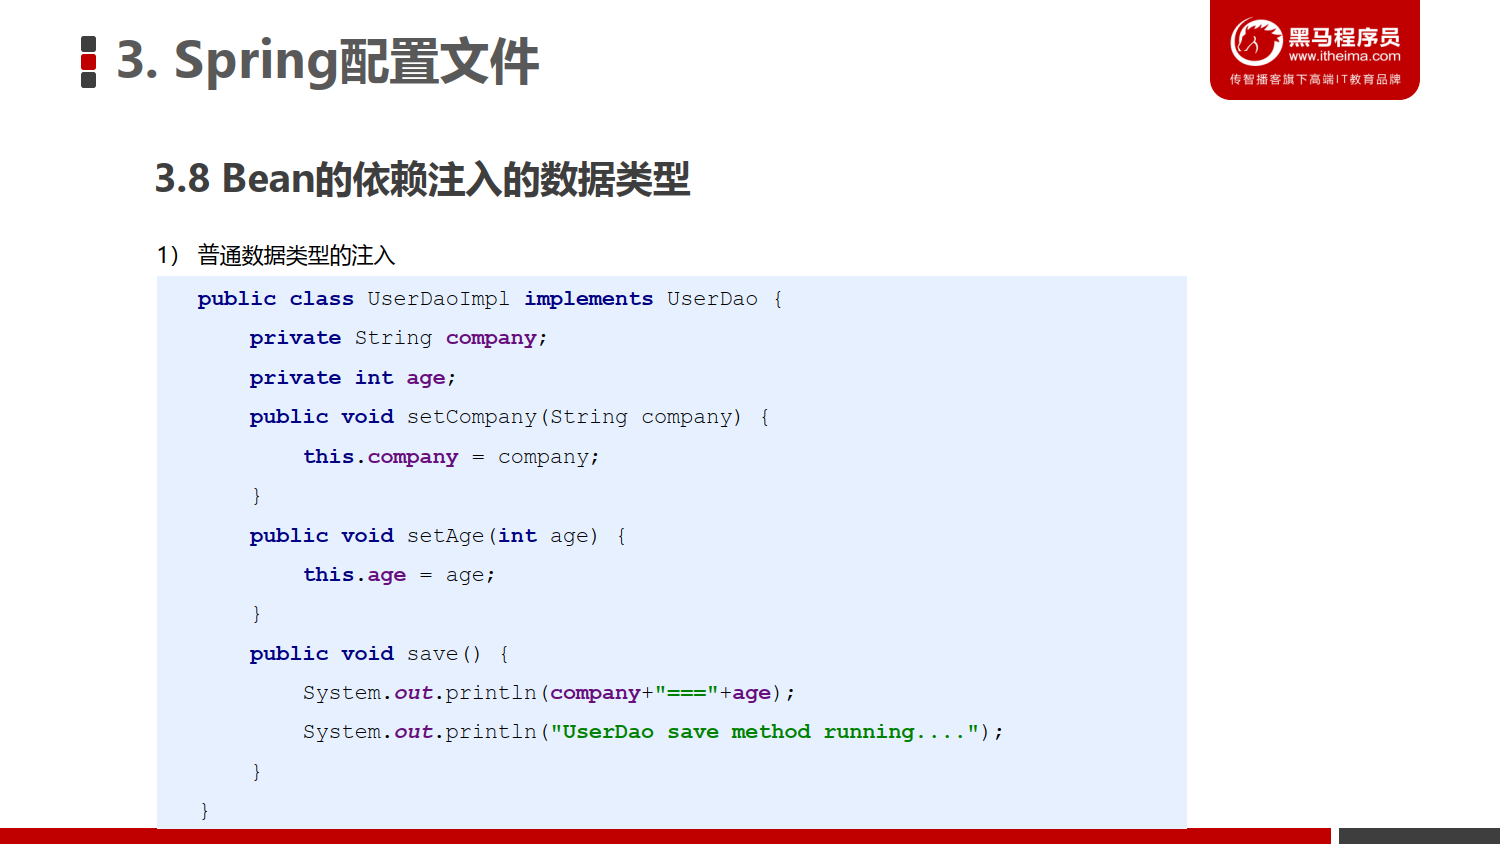 3. Spring配置文件
黑马程序员
www.itheima.com
传智播客旗下高端IT教育品牌
3.8 Bean的依赖注入的数据类型
1） 普通数据类型的注入
public class UserDaoImpl implements UserDao {
    private String company;
    private int age;
    public void setCompany(String company) {
        this.company = company;
    }
    public void setAge(int age) {
        this.age = age;
    }
    public void save() {
        System.out.println(company+"==="+age);
        System.out.println("UserDao save method running....");
    }
}